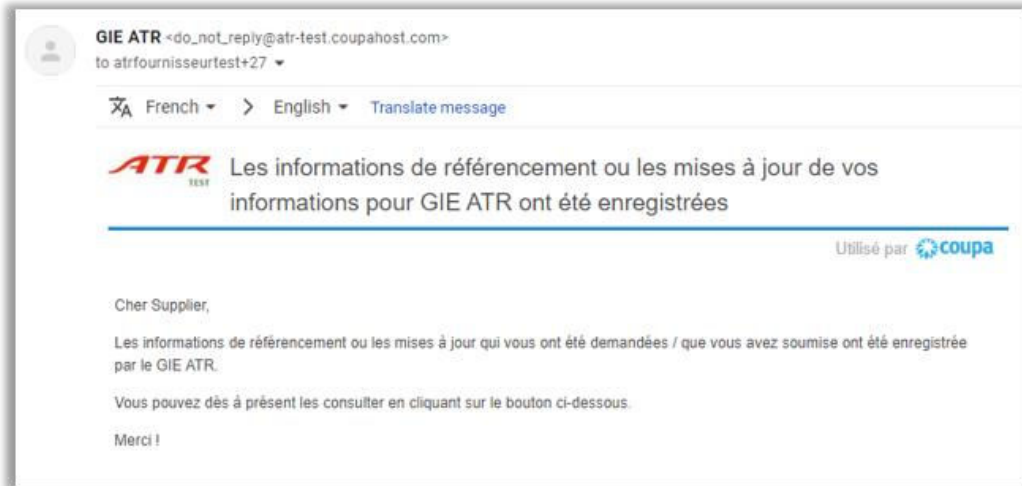 GIE ATR <do_not_reply@atr-test.coupahost.com>
to atrfournisseurtest+27
French > English Translate message
ATR TEST
Les informations de référencement ou les mises à jour de vos
informations pour GIE ATR ont été enregistrées
Utilisé par coupa
Cher Supplier,
Les informations de référencement ou les mises à jour qui vous ont été demandées / que vous avez soumise ont été enregistrée
par le GIE ATR.
Vous pouvez dès à présent les consulter en cliquant sur le bouton ci-dessous.
Merci !